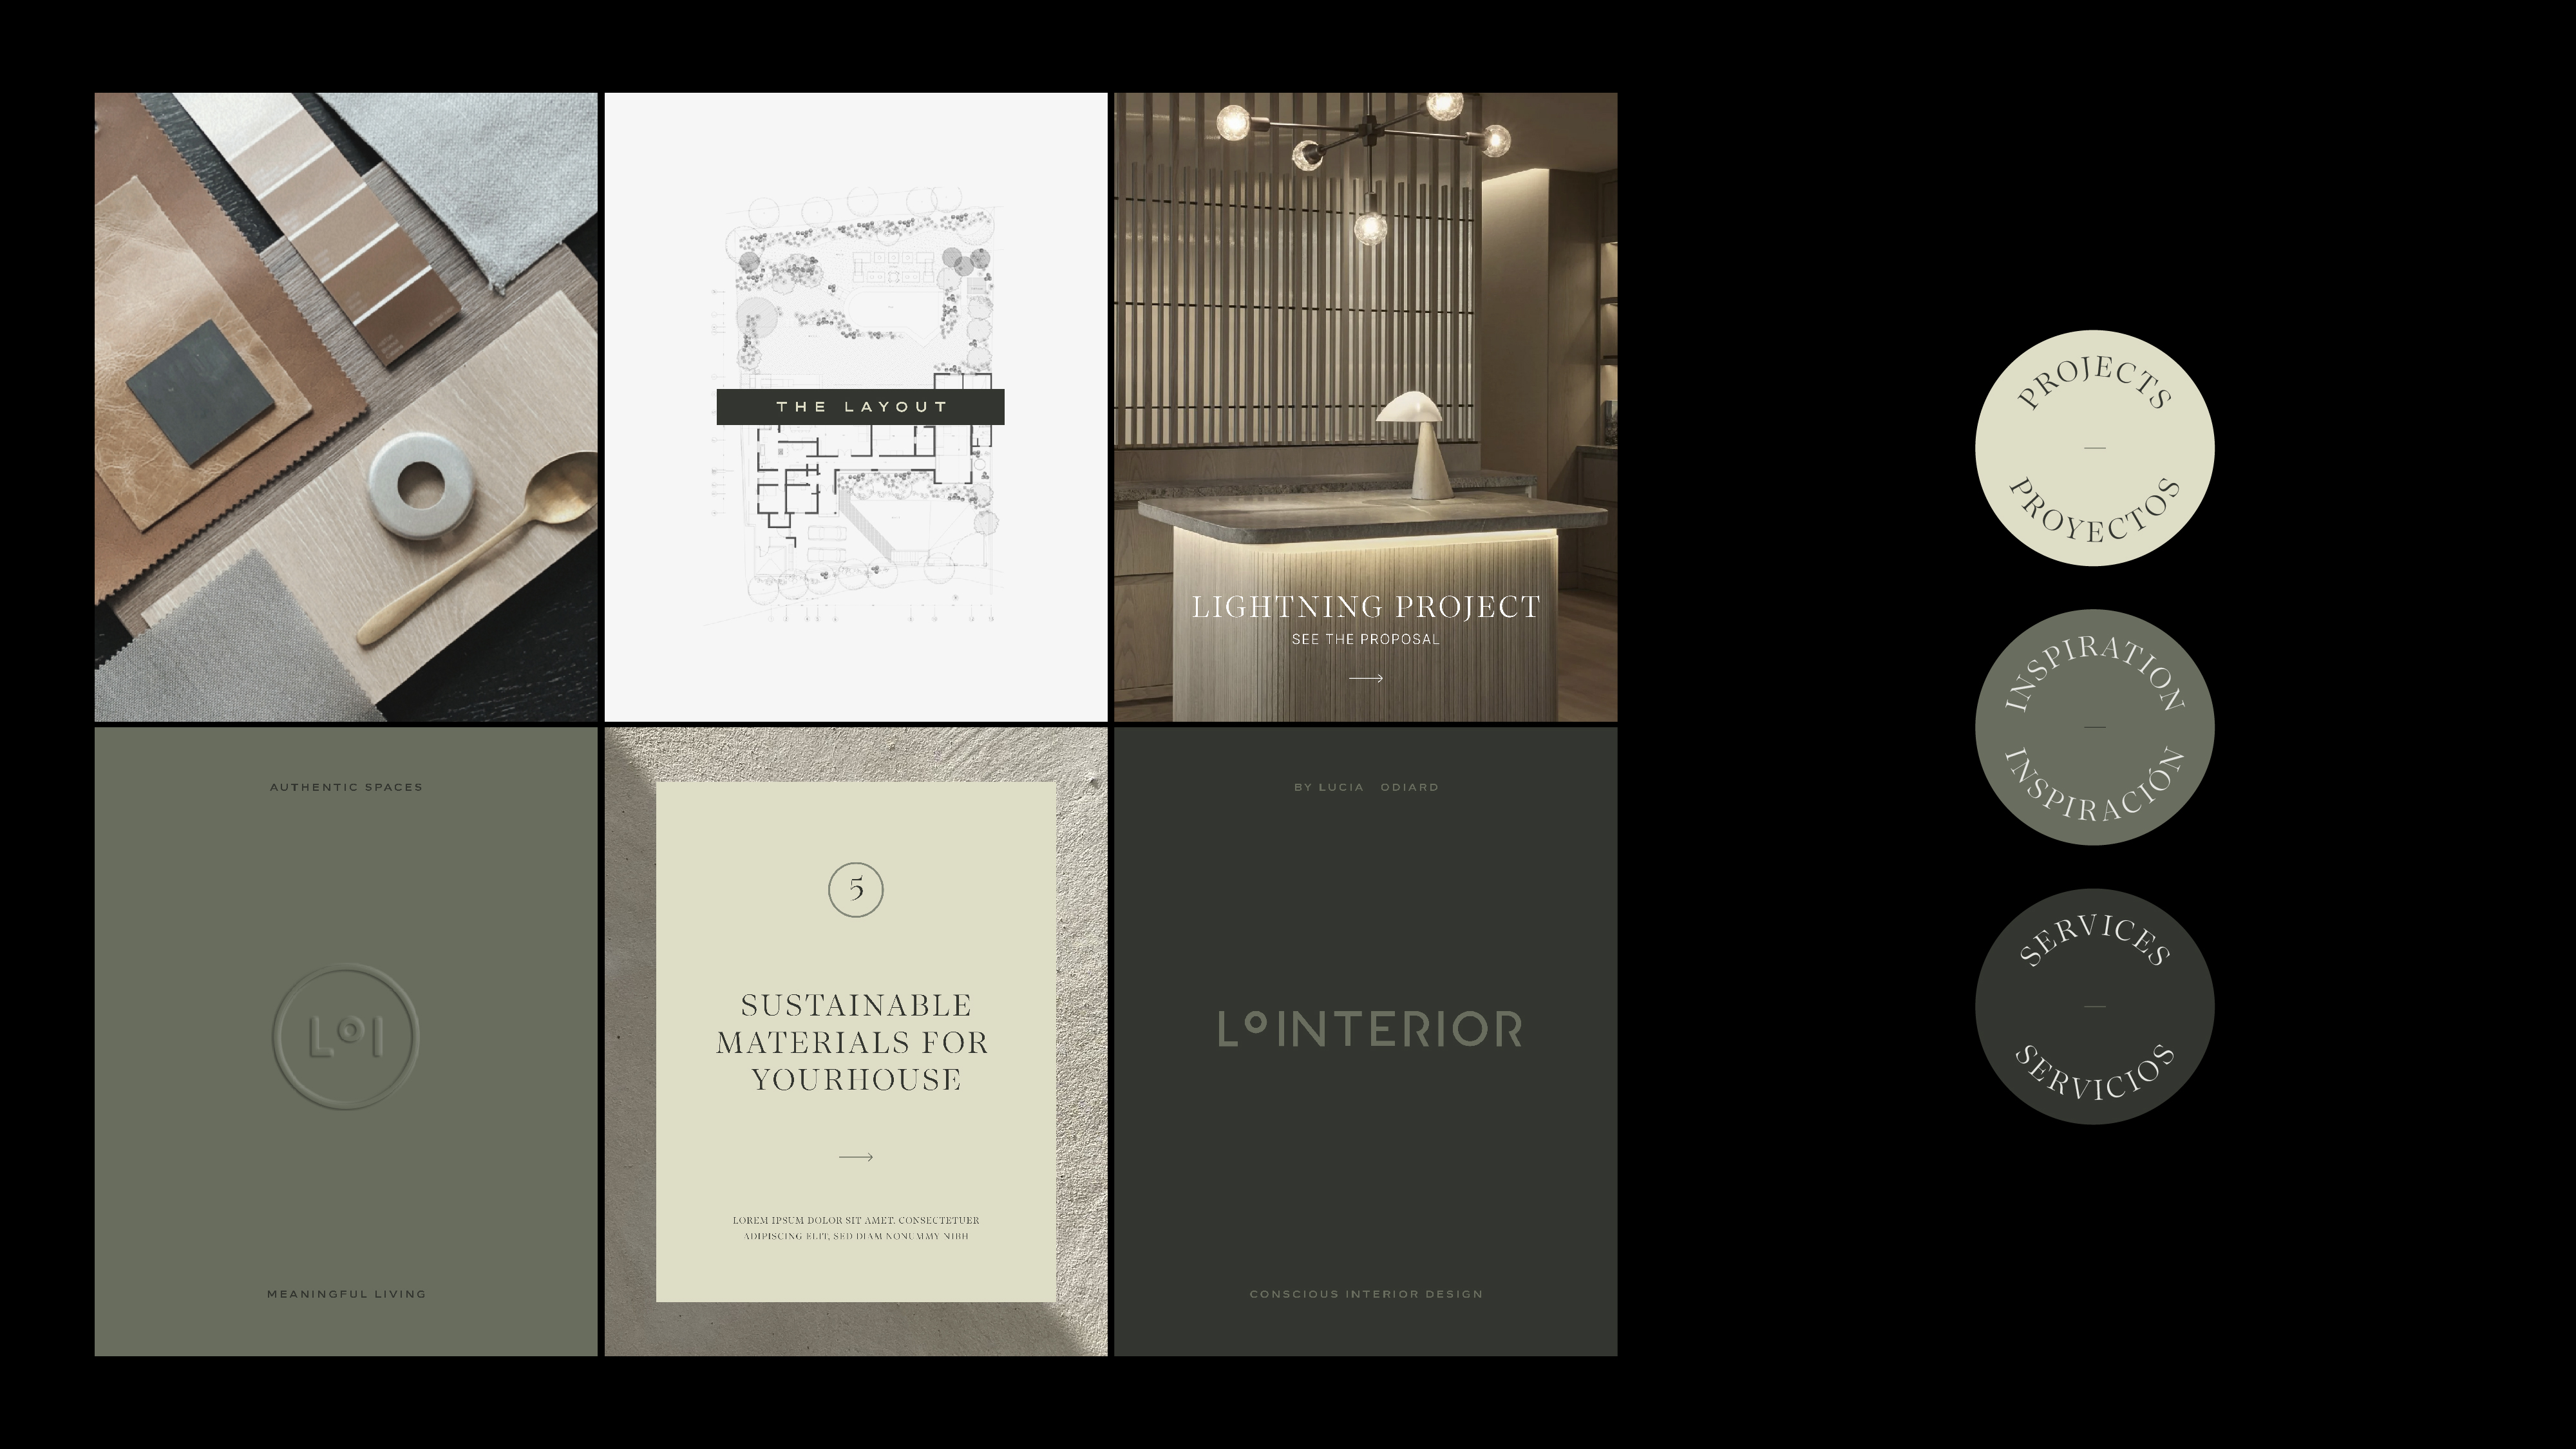 THE LAYOUT
LIGHTNING PROJECT
SEE THE PROPOSAL
AUTHENTIC SPACES
LOI
MEANINGFUL LIVING
5
SUSTAINABLE
MATERIALS FOR
YOURHOUSE
LOREM IPSUM DOLOR SIT AMET, CONSECTETUER
ADIPISCING ELIT, SED DIAM NONUMMY NIBH
BY LUCIA ODIARD
LOINTERIOR
CONSCIOUS INTERIOR DESIGN
PROJECTS
—
PROYECTOS
INSPIRATION
—
INSPIRACIÓN
SERVICES
—
SERVICIOS